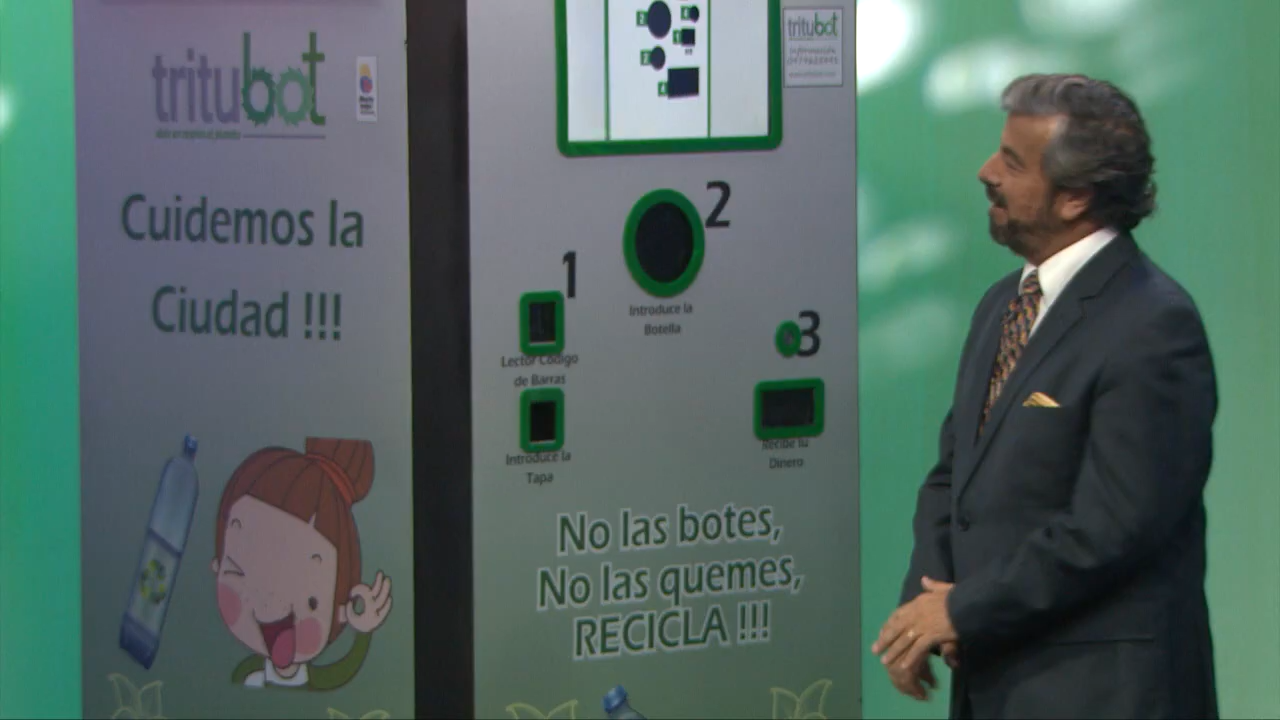 tritubot
Cuidemos la
Ciudad !!!
tritubot
2
1
3
Introduce la
Botella
Lector Código
de Barras
Introduce la
Tapa
Recibe tu
Dinero
No las botes,
No las quemes,
RECICLA !!!